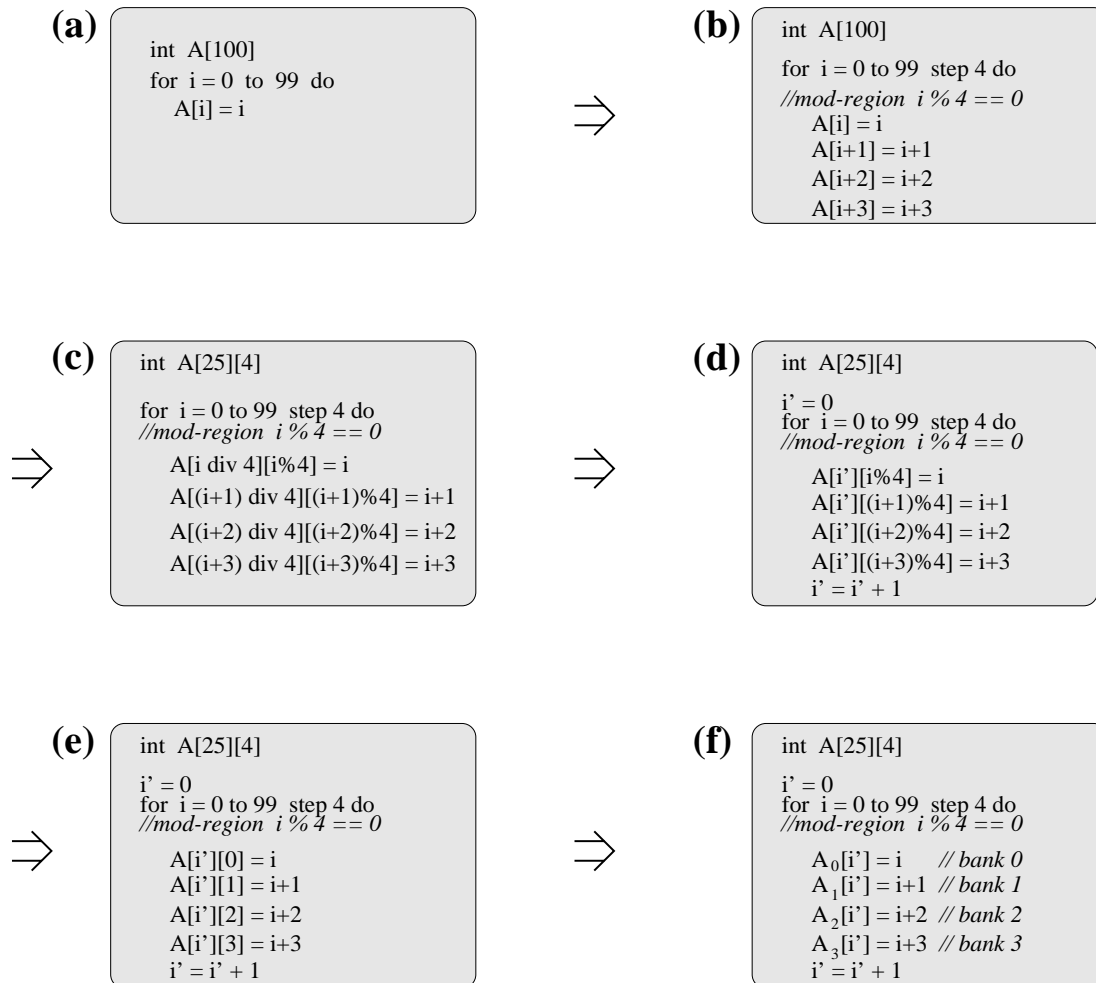 (a)
int A[100]
for i = 0 to 99 do
A[i] = i
(b)
int A[100]
for i = 0 to 99 step 4 do
//mod-region i % 4 == 0
A[i] = i
A[i+1] = i+1
A[i+2] = i+2
A[i+3] = i+3
(c)
int A[25][4]
for i = 0 to 99 step 4 do
//mod-region i % 4 == 0
A[i div 4][i%4] = i
A[(i+1) div 4][(i+1)%4] = i+1
A[(i+2) div 4][(i+2)%4] = i+2
A[(i+3) div 4][(i+3)%4] = i+3
(d)
int A[25][4]
i’ = 0
for i = 0 to 99 step 4 do
//mod-region i % 4 == 0
A[i’][i%4] = i
A[i’][(i+1)%4] = i+1
A[i’][(i+2)%4] = i+2
A[i’][(i+3)%4] = i+3
i’ = i’ + 1
(e)
int A[25][4]
i’ = 0
for i = 0 to 99 step 4 do
//mod-region i % 4 == 0
A[i’][0] = i
A[i’][1] = i+1
A[i’][2] = i+2
A[i’][3] = i+3
i’ = i’ + 1
(f)
int A[25][4]
i’ = 0
for i = 0 to 99 step 4 do
//mod-region i % 4 == 0
A₀[i’] = i // bank 0
A₁[i’] = i+1 // bank 1
A₂[i’] = i+2 // bank 2
A₃[i’] = i+3 // bank 3
i’ = i’ + 1